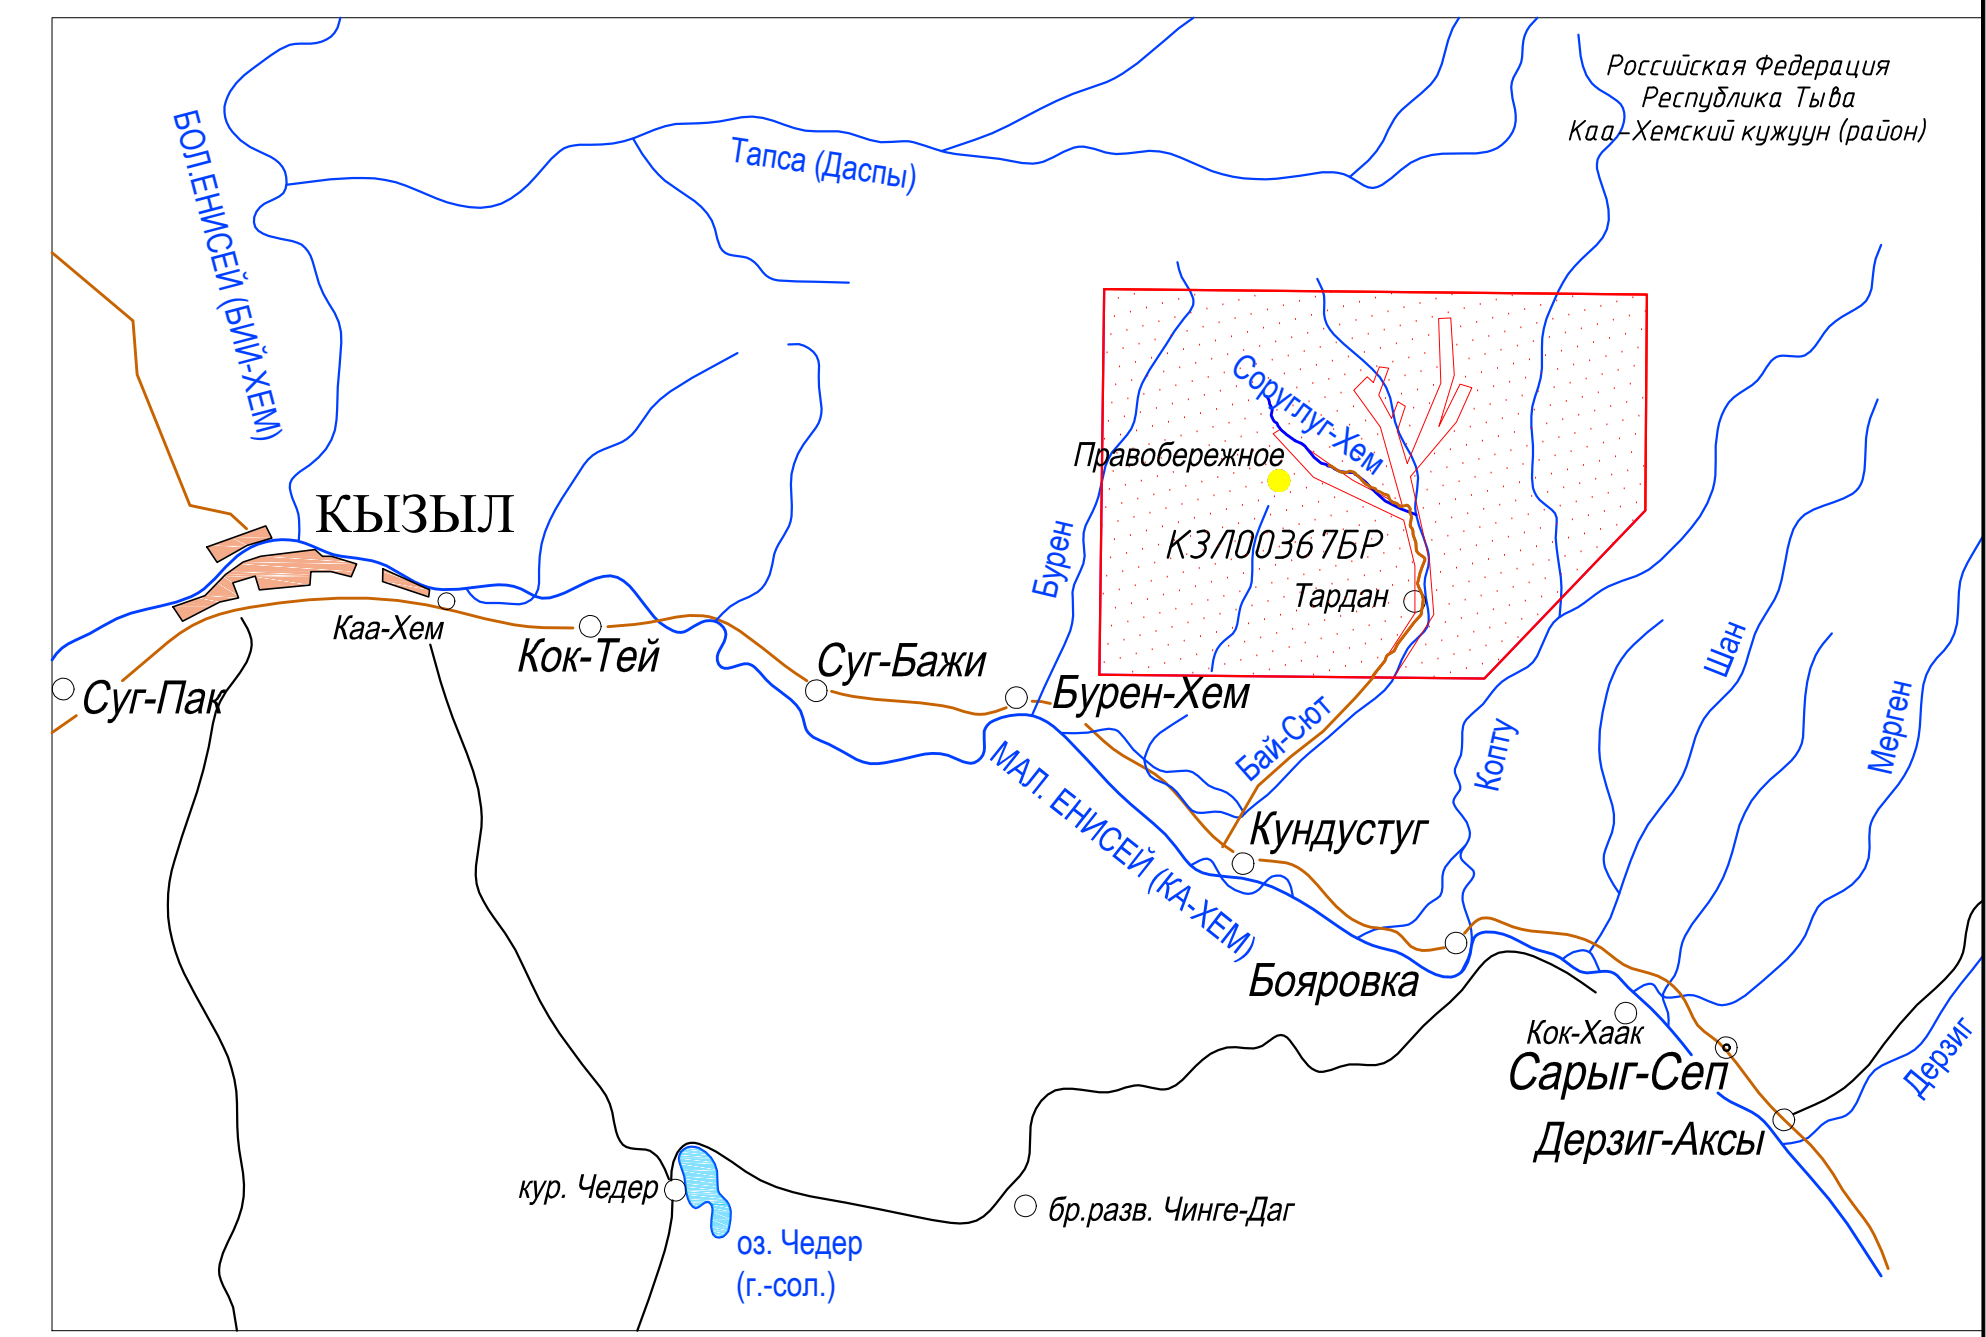 Российская Федерация
Республика Тыва
Каа-Хемский кужуун (район)
БОЛ.ЕНИСЕЙ (БИЙ-ХЕМ)
Тапса (Даспы)
Соруглуг-Хем
Правобережное
КЫЗЫЛ
КЗЛ00367БР
Бурен
Тардан
Каа-Хем
Кок-Тей
Суг-Бажи
Шан
Суг-Пак
Бурен-Хем
Бай-Сют
Копту
Мерген
МАЛ. ЕНИСЕЙ (КА-ХЕМ)
Кундустуг
Бояровка
Кок-Хаак
Сарыг-Сеп
Дерзиг
Дерзиг-Аксы
кур. Чедер
бр.разв. Чинге-Даг
оз. Чедер
(г.-сол.)